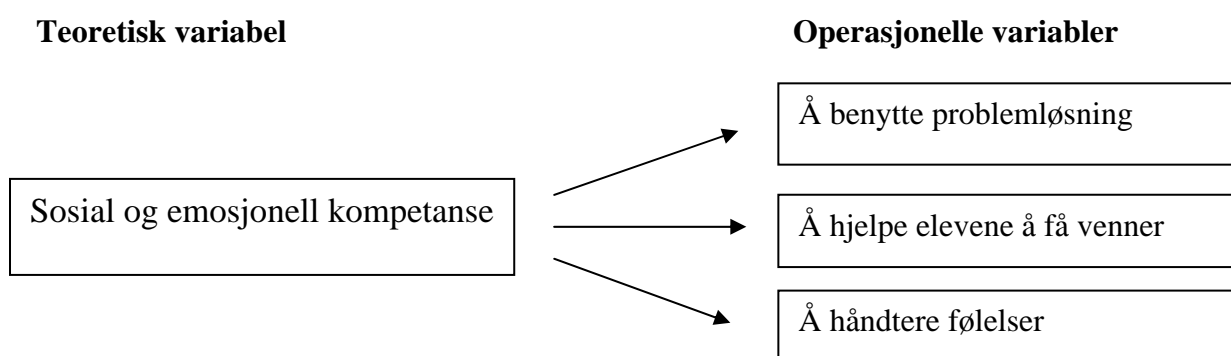 Teoretisk variabel
Operasjonelle variabler
Å benytte problemløsning
Sosial og emosjonell kompetanse
Å hjelpe elevene å få venner
Å håndtere følelser